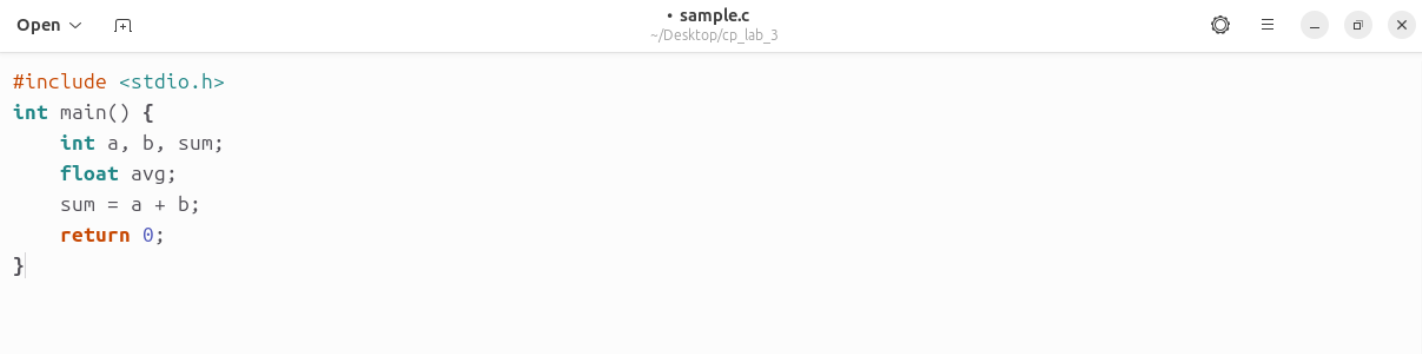 Open
• sample.c
~/Desktop/cp_lab_3
#include <stdio.h>
int main() {
    int a, b, sum;
    float avg;
    sum = a + b;
    return 0;
}